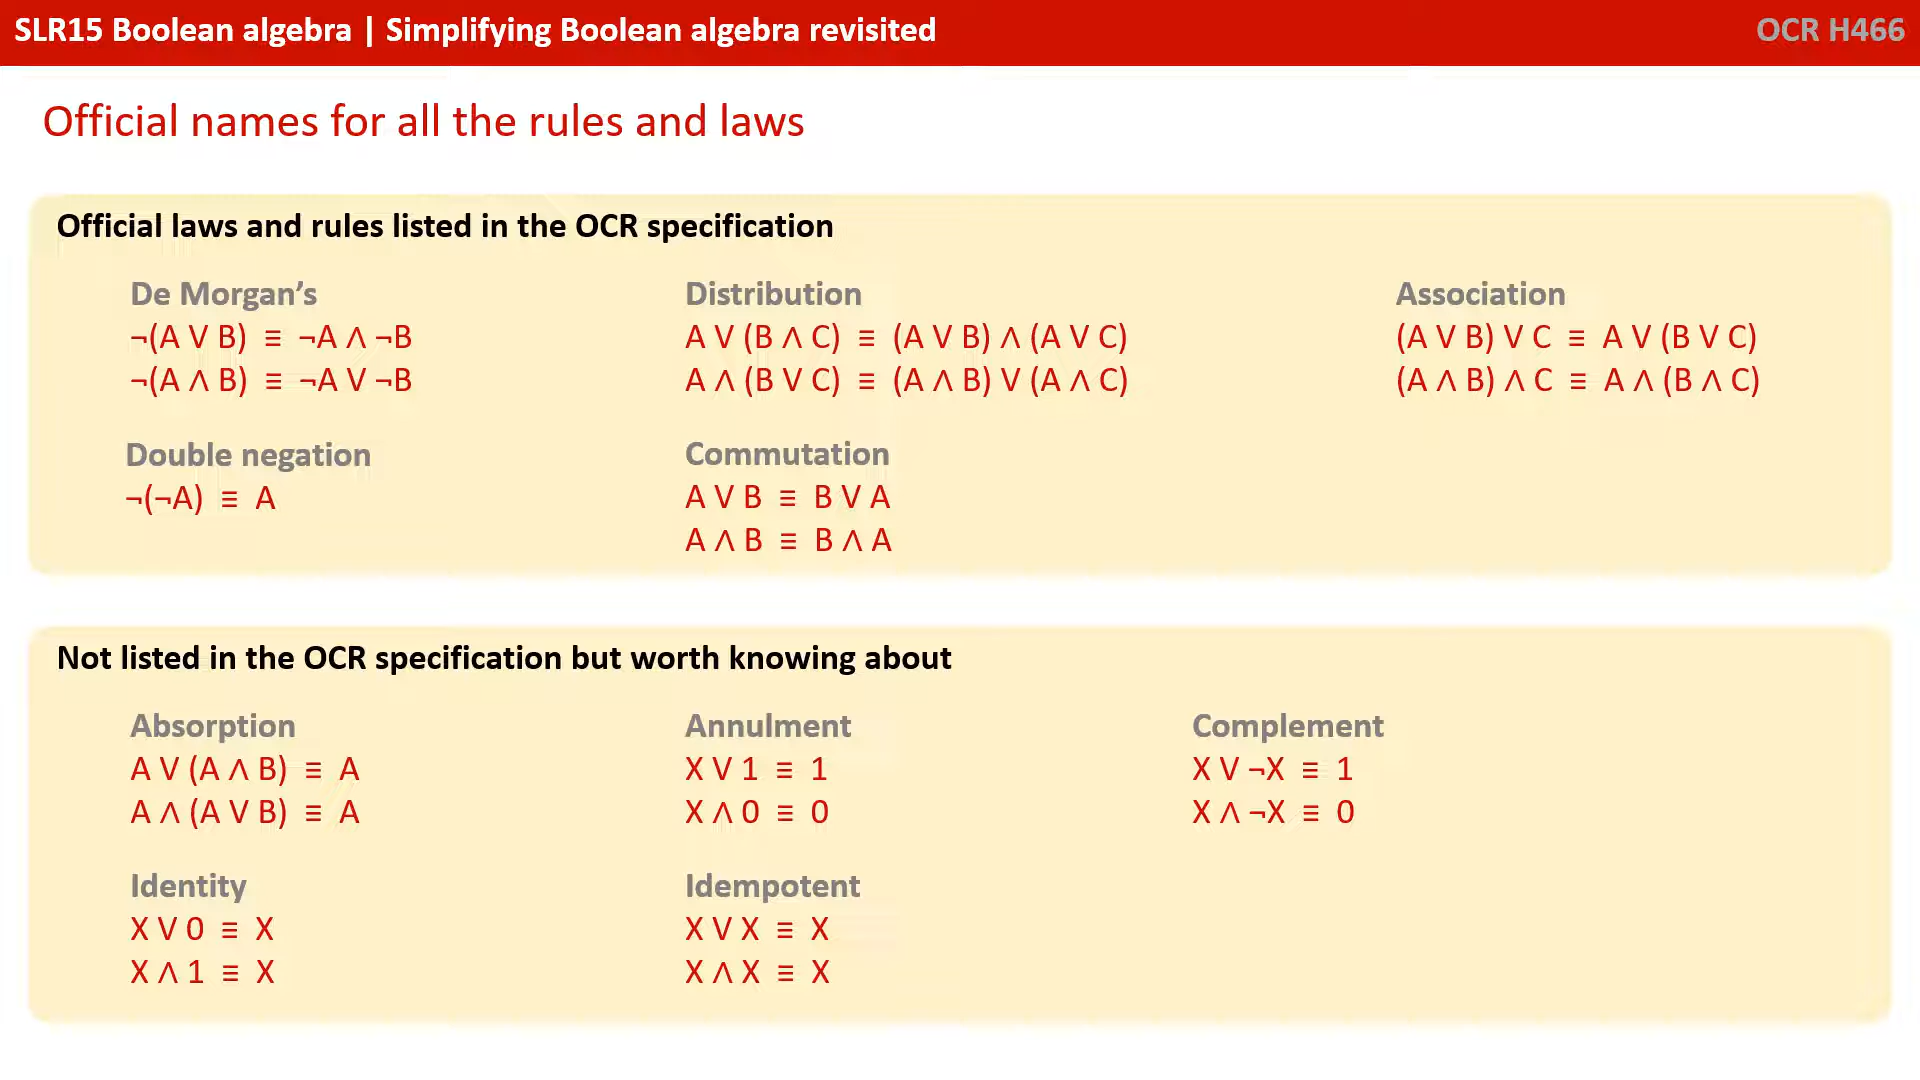 SLR15 Boolean algebra | Simplifying Boolean algebra revisited
OCR H466
Official names for all the rules and laws
Official laws and rules listed in the OCR specification
De Morgan’s
¬(A V B) ≡ ¬A Λ ¬B
¬(A Λ B) ≡ ¬A V ¬B
Distribution
A V (B Λ C) ≡ (A V B) Λ (A V C)
A Λ (B V C) ≡ (A Λ B) V (A Λ C)
Association
(A V B) V C ≡ A V (B V C)
(A Λ B) Λ C ≡ A Λ (B Λ C)
Double negation
¬(¬A) ≡ A
Commutation
A V B ≡ B V A
A Λ B ≡ B Λ A
Not listed in the OCR specification but worth knowing about
Absorption
A V (A Λ B) ≡ A
A Λ (A V B) ≡ A
Annulment
X V 1 ≡ 1
X Λ 0 ≡ 0
Complement
X V ¬X ≡ 1
X Λ ¬X ≡ 0
Identity
X V 0 ≡ X
X Λ 1 ≡ X
Idempotent
X V X ≡ X
X Λ X ≡ X